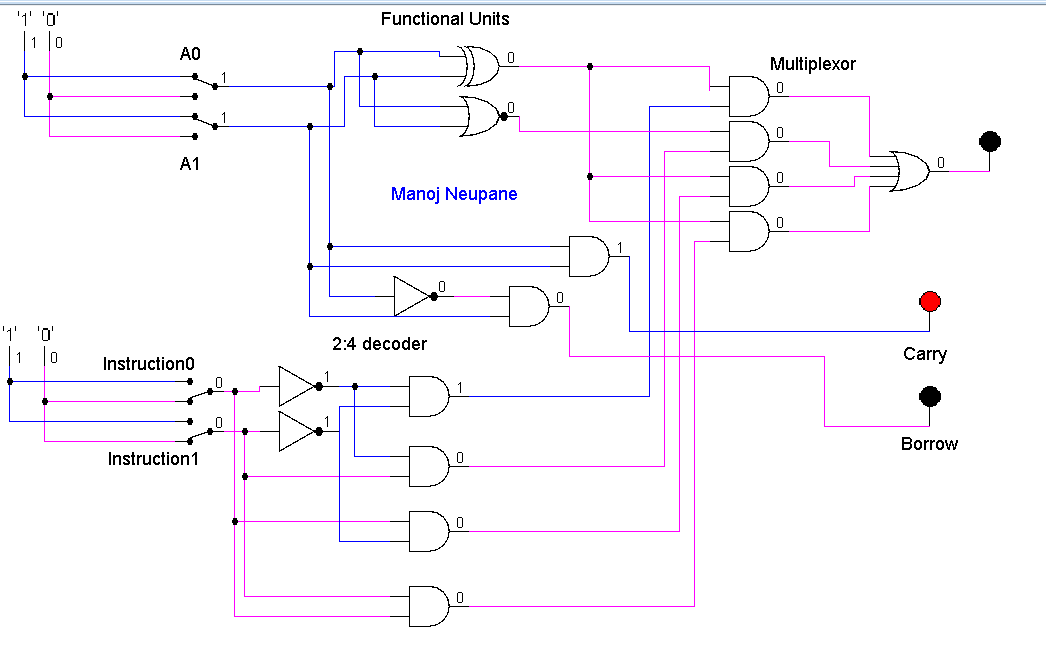 '1' '0'
1 0
Functional Units
A0
1
0
Multiplexor
0
1
0
0
A1
0
0
Manoj Neupane
0
1
0
0
'1' '0'
1 0
2:4 decoder
Carry
Instruction0
0
1
1
0
1
Borrow
Instruction1
0
0
0